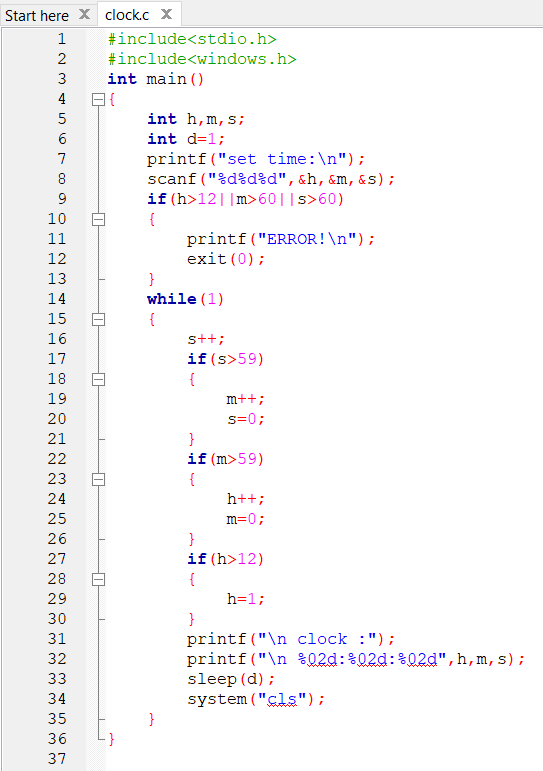 Start here X clock.c X
1 #include<stdio.h>
2 #include<windows.h>
3 int main()
4 {
5     int h,m,s;
6     int d=1;
7     printf("set time:\n");
8     scanf("%d%d%d",&h,&m,&s);
9     if(h>12||m>60||s>60)
10     {
11         printf("ERROR!\n");
12         exit(0);
13     }
14     while(1)
15     {
16         s++;
17         if(s>59)
18         {
19             m++;
20             s=0;
21         }
22         if(m>59)
23         {
24             h++;
25             m=0;
26         }
27         if(h>12)
28         {
29             h=1;
30         }
31         printf("\n clock :");
32         printf("\n %02d:%02d:%02d",h,m,s);
33         sleep(d);
34         system("cls");
35     }
36 }
37